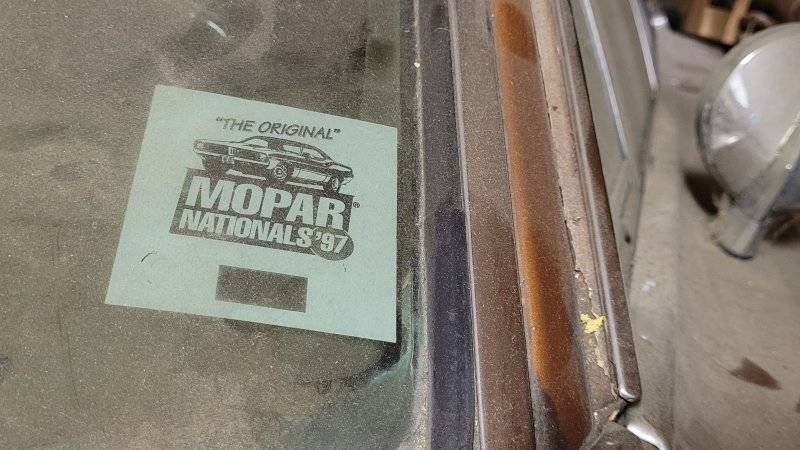 "THE ORIGINAL"
MOPAR®
NATIONALS '97